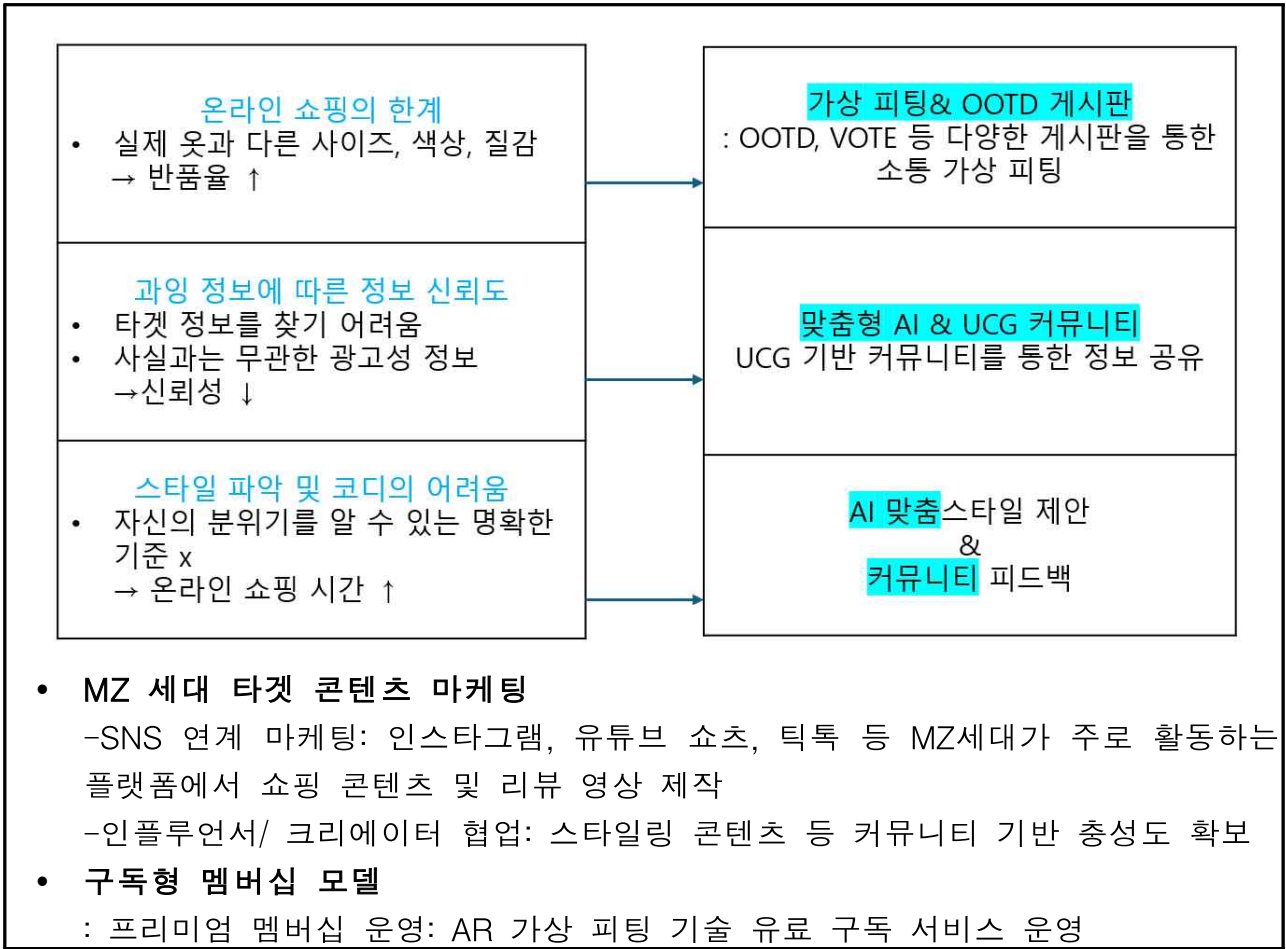 온라인 쇼핑의 한계
• 실제 옷과 다른 사이즈, 색상, 질감
→ 반품율 ↑
가상 피팅& OOTD 게시판
: OOTD, VOTE 등 다양한 게시판을 통한
소통 가상 피팅
과잉 정보에 따른 정보 신뢰도
• 타겟 정보를 찾기 어려움
• 사실과는 무관한 광고성 정보
→신뢰성 ↓
맞춤형 AI & UCG 커뮤니티
UCG 기반 커뮤니티를 통한 정보 공유
스타일 파악 및 코디의 어려움
• 자신의 분위기를 알 수 있는 명확한
기준 x
→ 온라인 쇼핑 시간 ↑
AI 맞춤스타일 제안
&
커뮤니티 피드백
• MZ 세대 타겟 콘텐츠 마케팅
-SNS 연계 마케팅: 인스타그램, 유튜브 쇼츠, 틱톡 등 MZ세대가 주로 활동하는
플랫폼에서 쇼핑 콘텐츠 및 리뷰 영상 제작
-인플루언서/ 크리에이터 협업: 스타일링 콘텐츠 등 커뮤니티 기반 충성도 확보
• 구독형 멤버십 모델
: 프리미엄 멤버십 운영: AR 가상 피팅 기술 유료 구독 서비스 운영